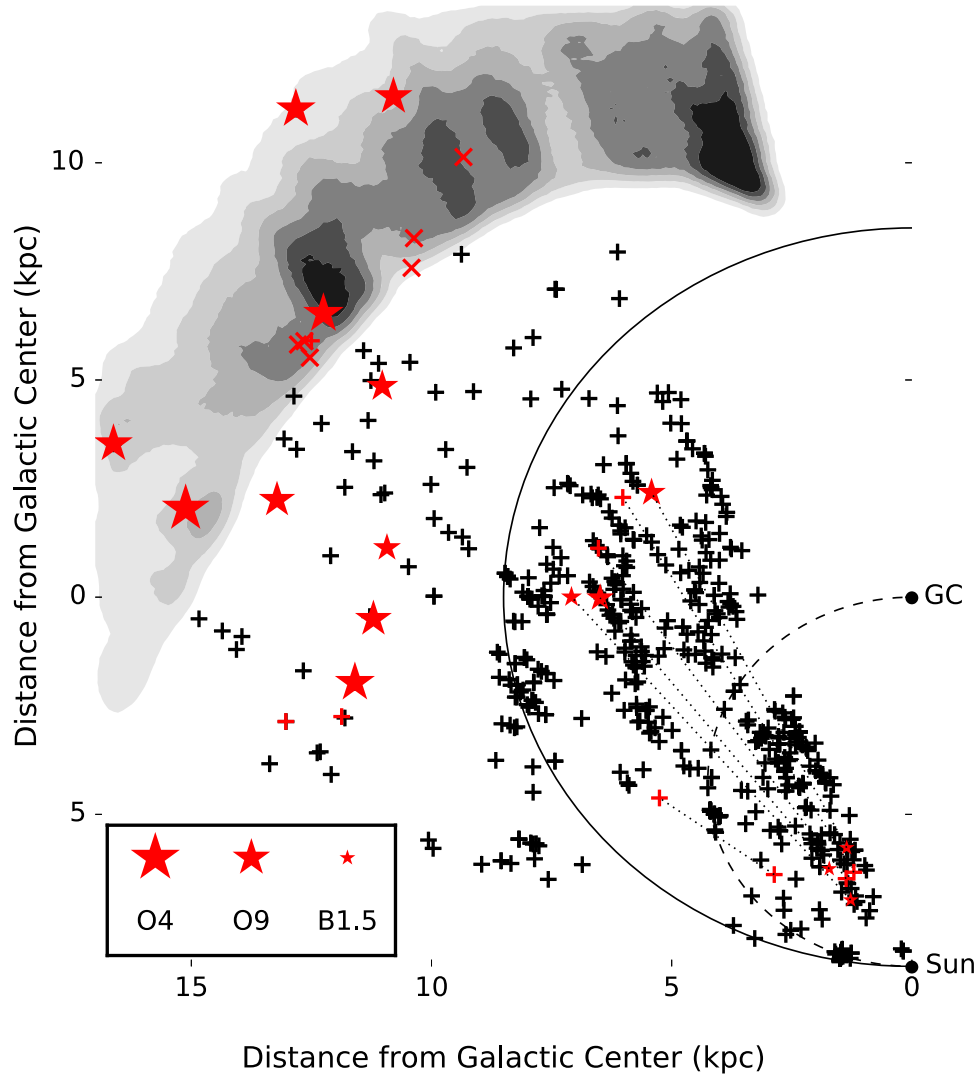 10
5
0
5
Distance from Galactic Center (kpc)
GC
Sun
O4 O9 B1.5
15 10 5 0
Distance from Galactic Center (kpc)